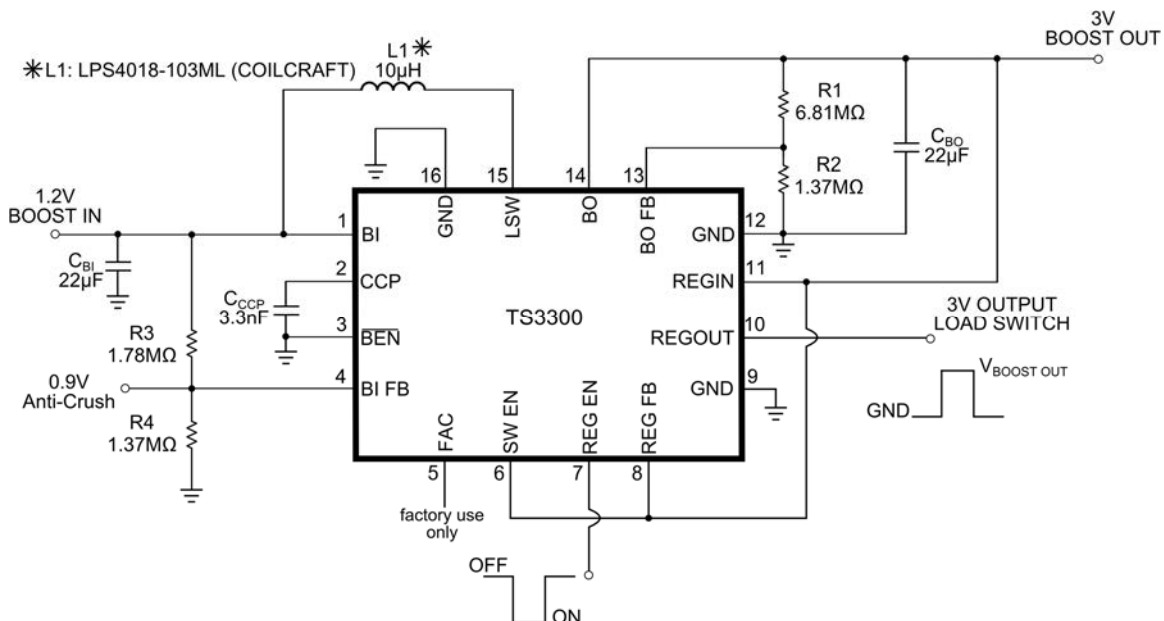 3V
BOOST OUT
✳L1: LPS4018-103ML (COILCRAFT)
L1✳
10µH
R1
6.81MΩ
CBO
22µF
R2
1.37MΩ
16
15
14
13
GND
LSW
BO
BO FB
1.2V
BOOST IN
1
BI
GND
12
CBI
22µF
2
CCP
REGIN
11
CCCP
3.3nF
TS3300
3V OUTPUT
LOAD SWITCH
3
BEN
REGOUT
10
R3
1.78MΩ
0.9V
Anti-Crush
4
BI FB
GND
9
VBOOST OUT
GND
R4
1.37MΩ
FAC
SW EN
REG EN
REG FB
5
6
7
8
factory use
only
OFF
ON